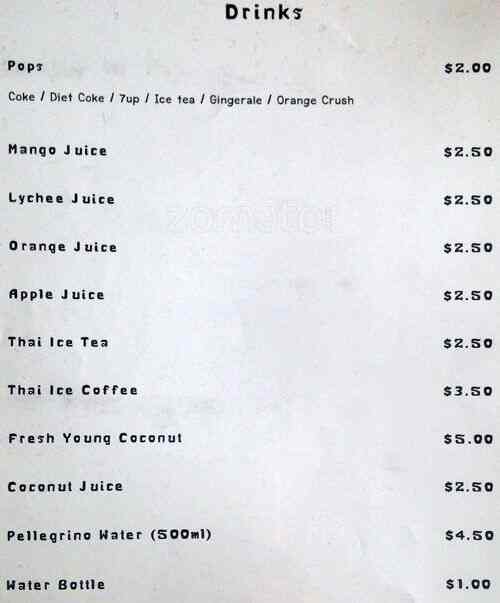 Drinks
Pops $2.00
Coke / Diet Coke / 7up / Ice tea / Gingerale / Orange Crush
Mango Juice $2.50
Lychee Juice $2.50
Orange Juice $2.50
Apple Juice $2.50
Thai Ice Tea $2.50
Thai Ice Coffee $3.50
Fresh Young Coconut $5.00
Coconut Juice $2.50
Pellegrino Water (500ml) $4.50
Water Bottle $1.00
zomato